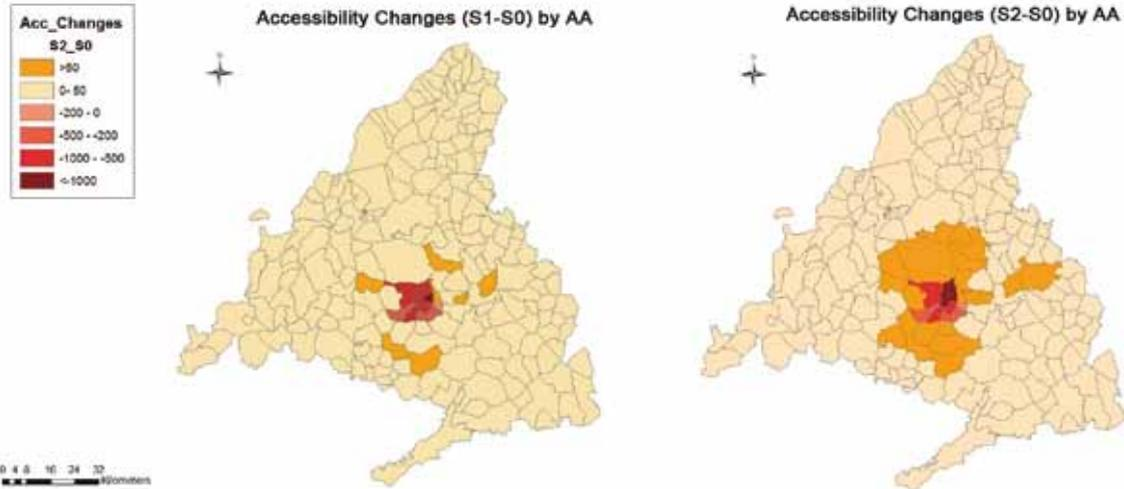 Accessibility Changes (S1-S0) by AA
Accessibility Changes (S2-S0) by AA
Acc_Changes
S2_S0
>50
0- 50
-200 - 0
-500 - -200
-1000 - -500
<-1000
0 4 8 16 24 32
Kilometers